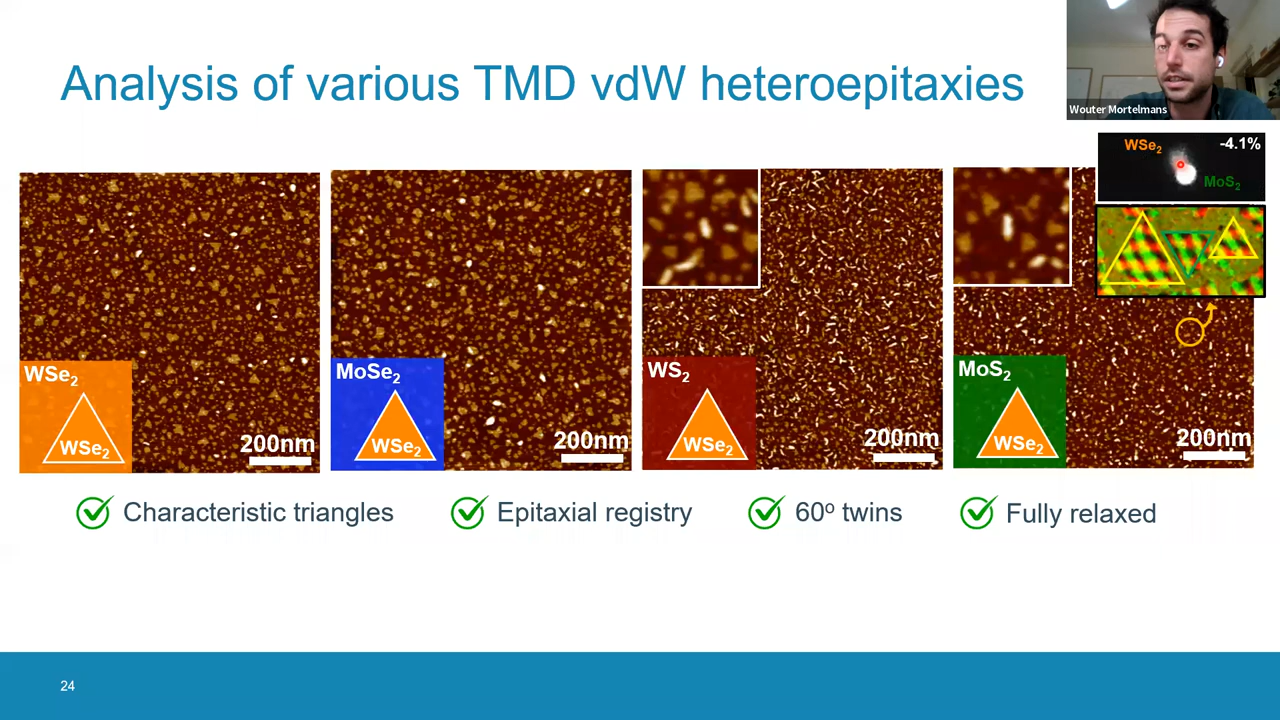 Analysis of various TMD vdW heteroepitaxies
Wouter Mortelmans
WSe₂ -4.1%
MoS₂
WSe₂
WSe₂
200nm
MoSe₂
WSe₂
200nm
WS₂
WSe₂
200nm
MoS₂
WSe₂
200nm
Characteristic triangles
Epitaxial registry
60º twins
Fully relaxed
24